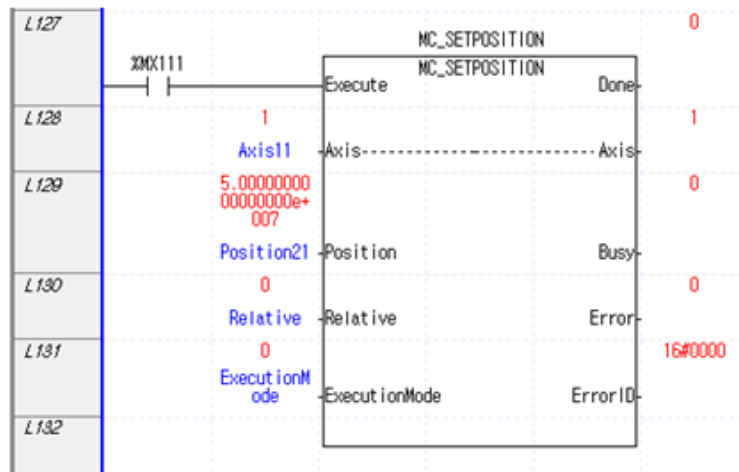 L127
0
MC_SETPOSITION
%MX111
MC_SETPOSITION
Execute
Done
L128
1
1
Axis11
Axis
Axis
L129
5.00000000
00000000e+
007
0
Position21
Position
Busy
L130
0
0
Relative
Relative
Error
L131
0
16#0000
ExecutionM
ode
ExecutionMode
ErrorID
L132